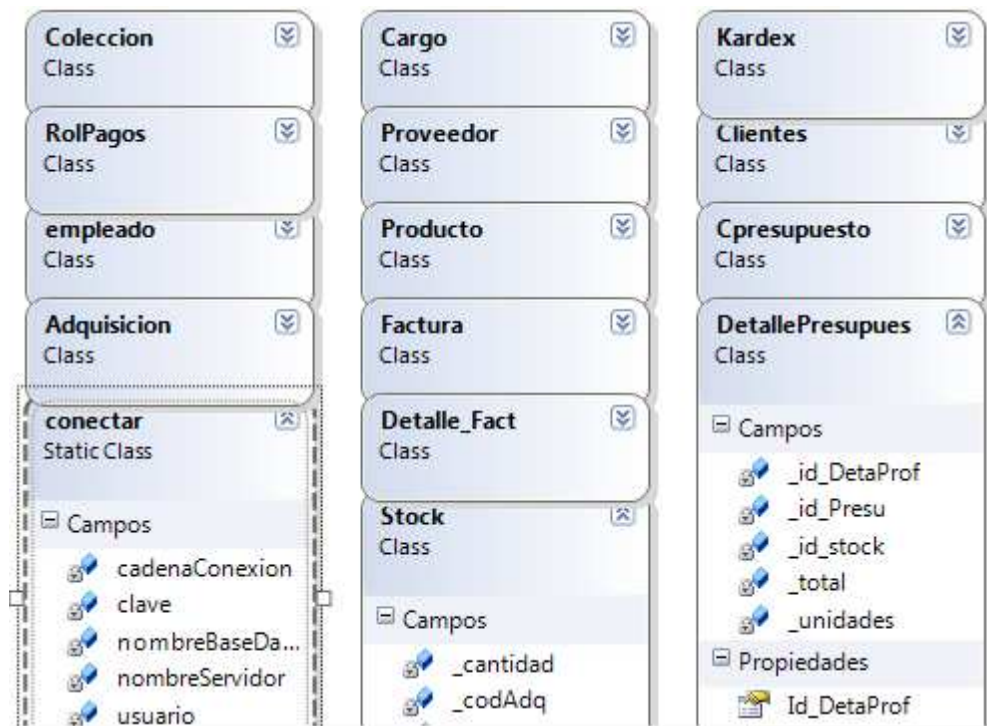 Coleccion
Class
RolPagos
Class
empleado
Class
Adquisicion
Class
conectar
Static Class
Campos
cadenaConexion
clave
nombreBaseDa...
nombreServidor
usuario
Cargo
Class
Proveedor
Class
Producto
Class
Factura
Class
Detalle_Fact
Class
Stock
Class
Campos
_cantidad
_codAdq
Kardex
Class
Clientes
Class
Cpresupuesto
Class
DetallePresupues
Class
Campos
_id_DetaProf
_id_Presu
_id_stock
_total
_unidades
Propiedades
Id_DetaProf